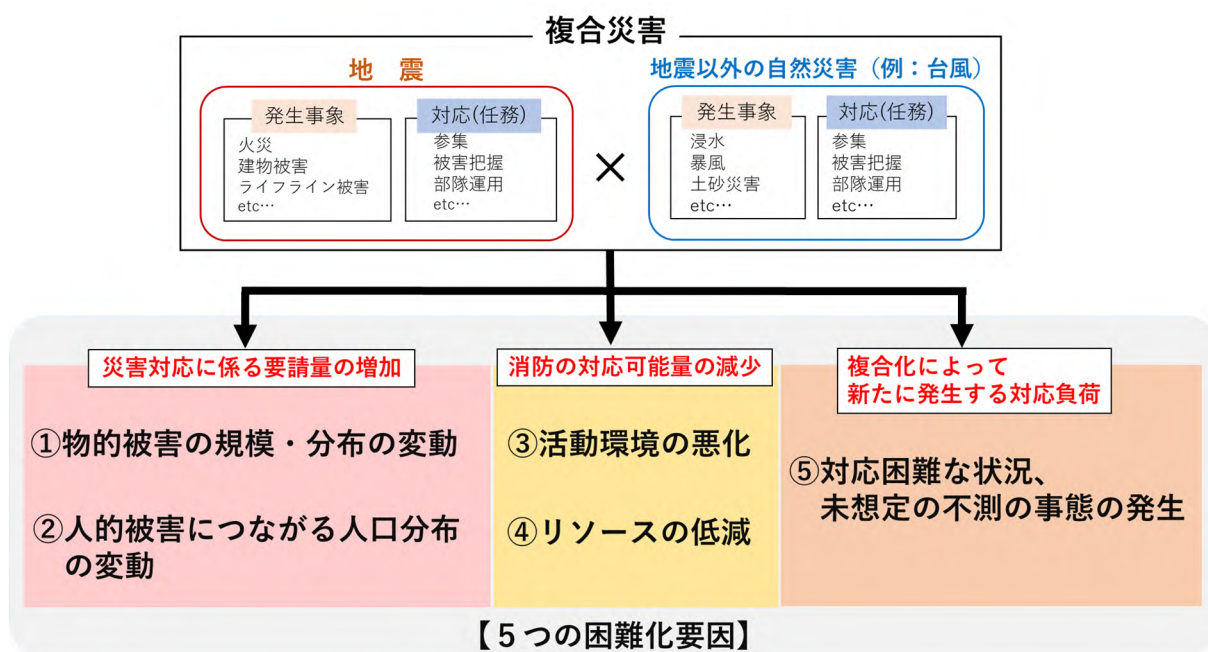 複合災害
地　震
発生事象
火災
建物被害
ライフライン被害
etc…
対応(任務)
参集
被害把握
部隊運用
etc…
×
地震以外の自然災害（例：台風）
発生事象
浸水
暴風
土砂災害
etc…
対応(任務)
参集
被害把握
部隊運用
etc…
災害対応に係る要請量の増加
①物的被害の規模・分布の変動
②人的被害につながる人口分布
の変動
消防の対応可能量の減少
③活動環境の悪化
④リソースの低減
複合化によって
新たに発生する対応負荷
⑤対応困難な状況、
未想定の不測の事態の発生
【５つの困難化要因】